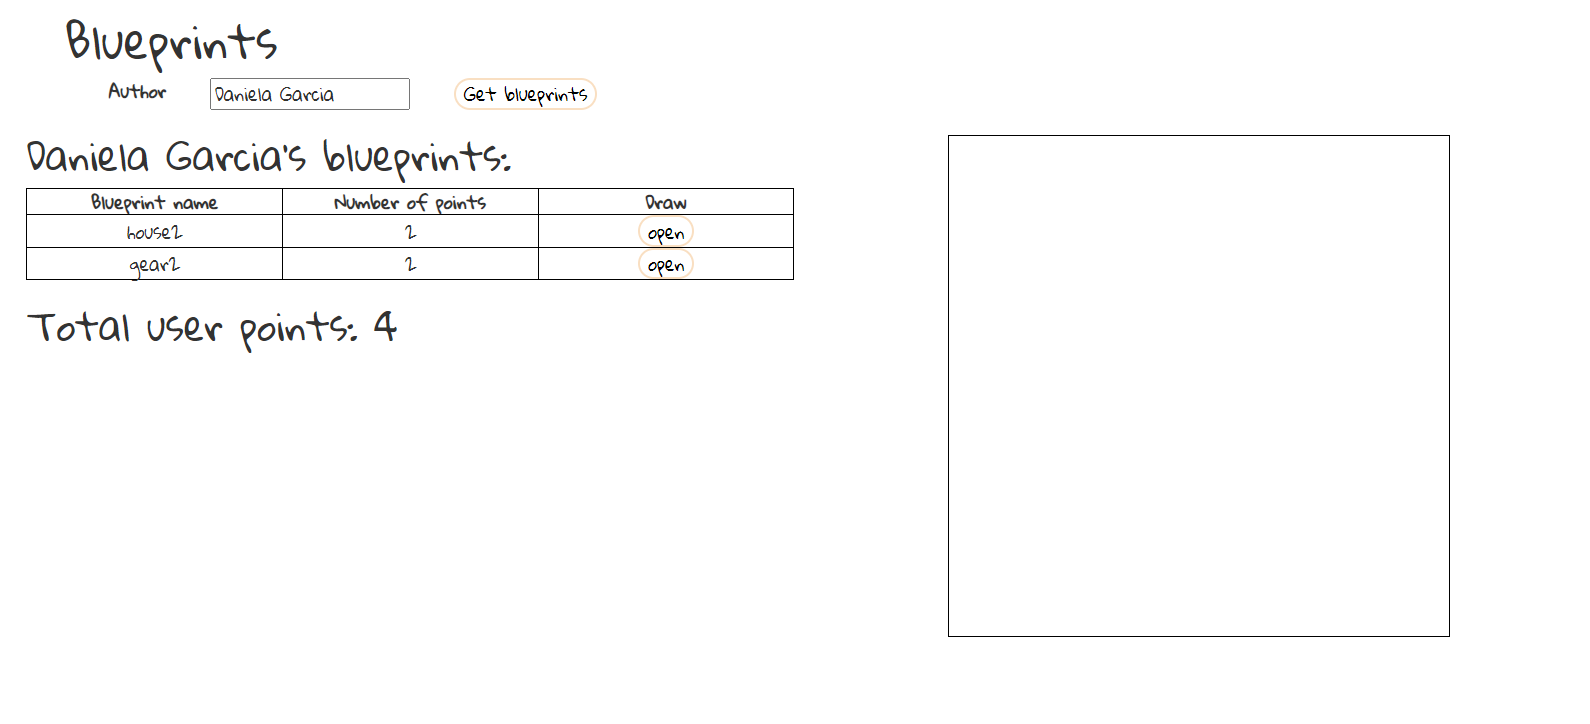 Blueprints
Author Daniela Garcia Get blueprints
Daniela Garcia's blueprints:
Blueprint name Number of points Draw
house2 2 open
gear2 2 open
Total user points: 4